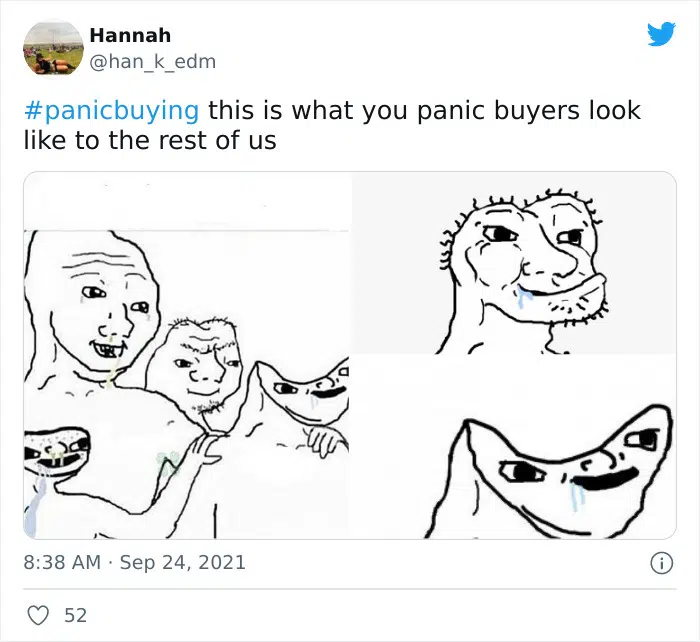 Hannah
@han_k_edm
#panicbuying this is what you panic buyers look
like to the rest of us
8:38 AM · Sep 24, 2021
52